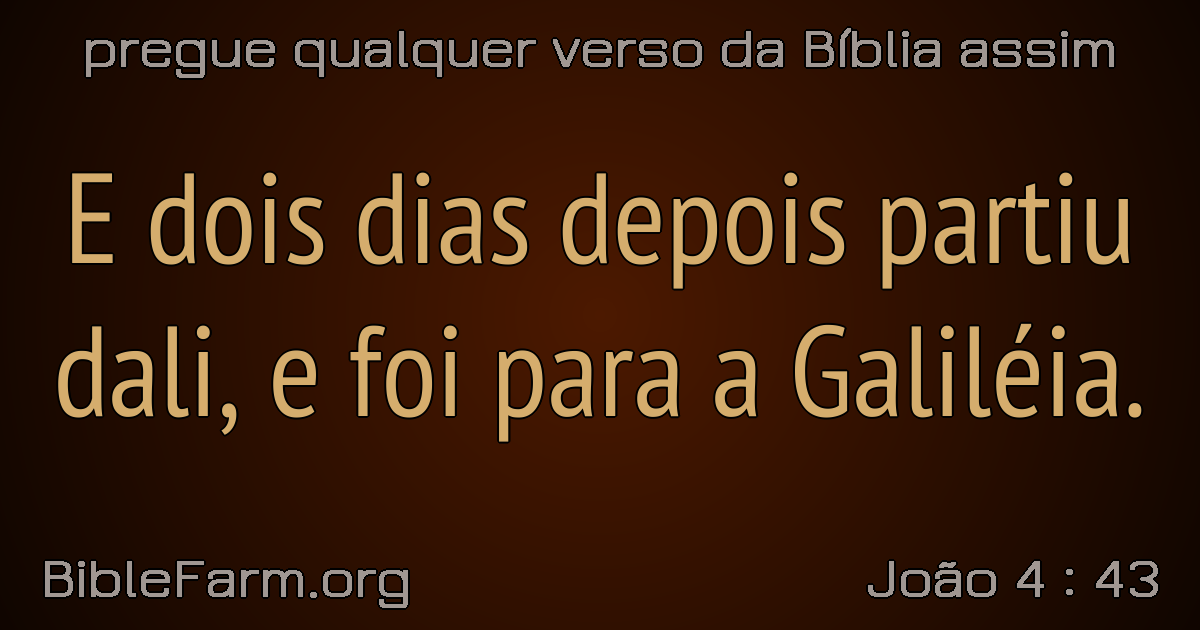 pregue qualquer verso da Bíblia assim
E dois dias depois partiu
dali, e foi para a Galiléia.
BibleFarm.org
João 4 : 43